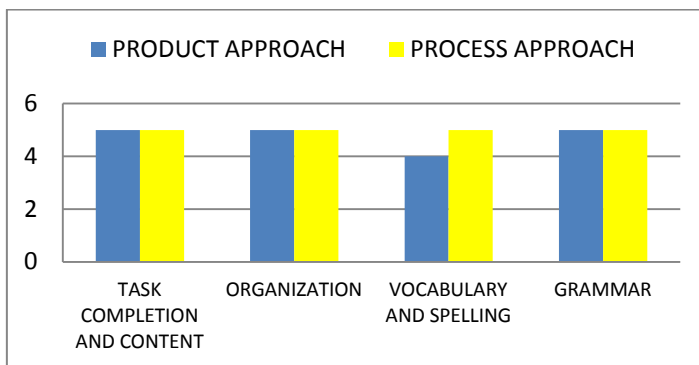 PRODUCT APPROACH PROCESS APPROACH
6
4
2
0
TASK COMPLETION AND CONTENT
ORGANIZATION
VOCABULARY AND SPELLING
GRAMMAR